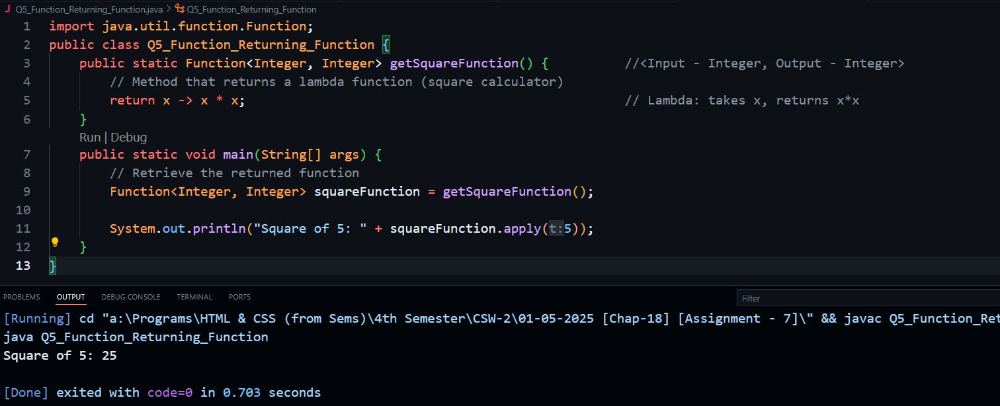 J Q5_Function_Returning_Function.java > Q5_Function_Returning_Function
1 import java.util.function.Function;
2 public class Q5_Function_Returning_Function {
3 public static Function<Integer, Integer> getSquareFunction() { //<Input - Integer, Output - Integer>
4 // Method that returns a lambda function (square calculator)
5 return x -> x * x; // Lambda: takes x, returns x*x
6 }
Run | Debug
7 public static void main(String[] args) {
8 // Retrieve the returned function
9 Function<Integer, Integer> squareFunction = getSquareFunction();
10
11 System.out.println("Square of 5: " + squareFunction.apply(t:5));
12 }
13 }
PROBLEMS OUTPUT DEBUG CONSOLE TERMINAL PORTS Filter
[Running] cd "a:\Programs\HTML & CSS (from Sems)\4th Semester\CSW-2\01-05-2025 [Chap-18] [Assignment - 7]\" && javac Q5_Function_Ret
java Q5_Function_Returning_Function
Square of 5: 25
[Done] exited with code=0 in 0.703 seconds